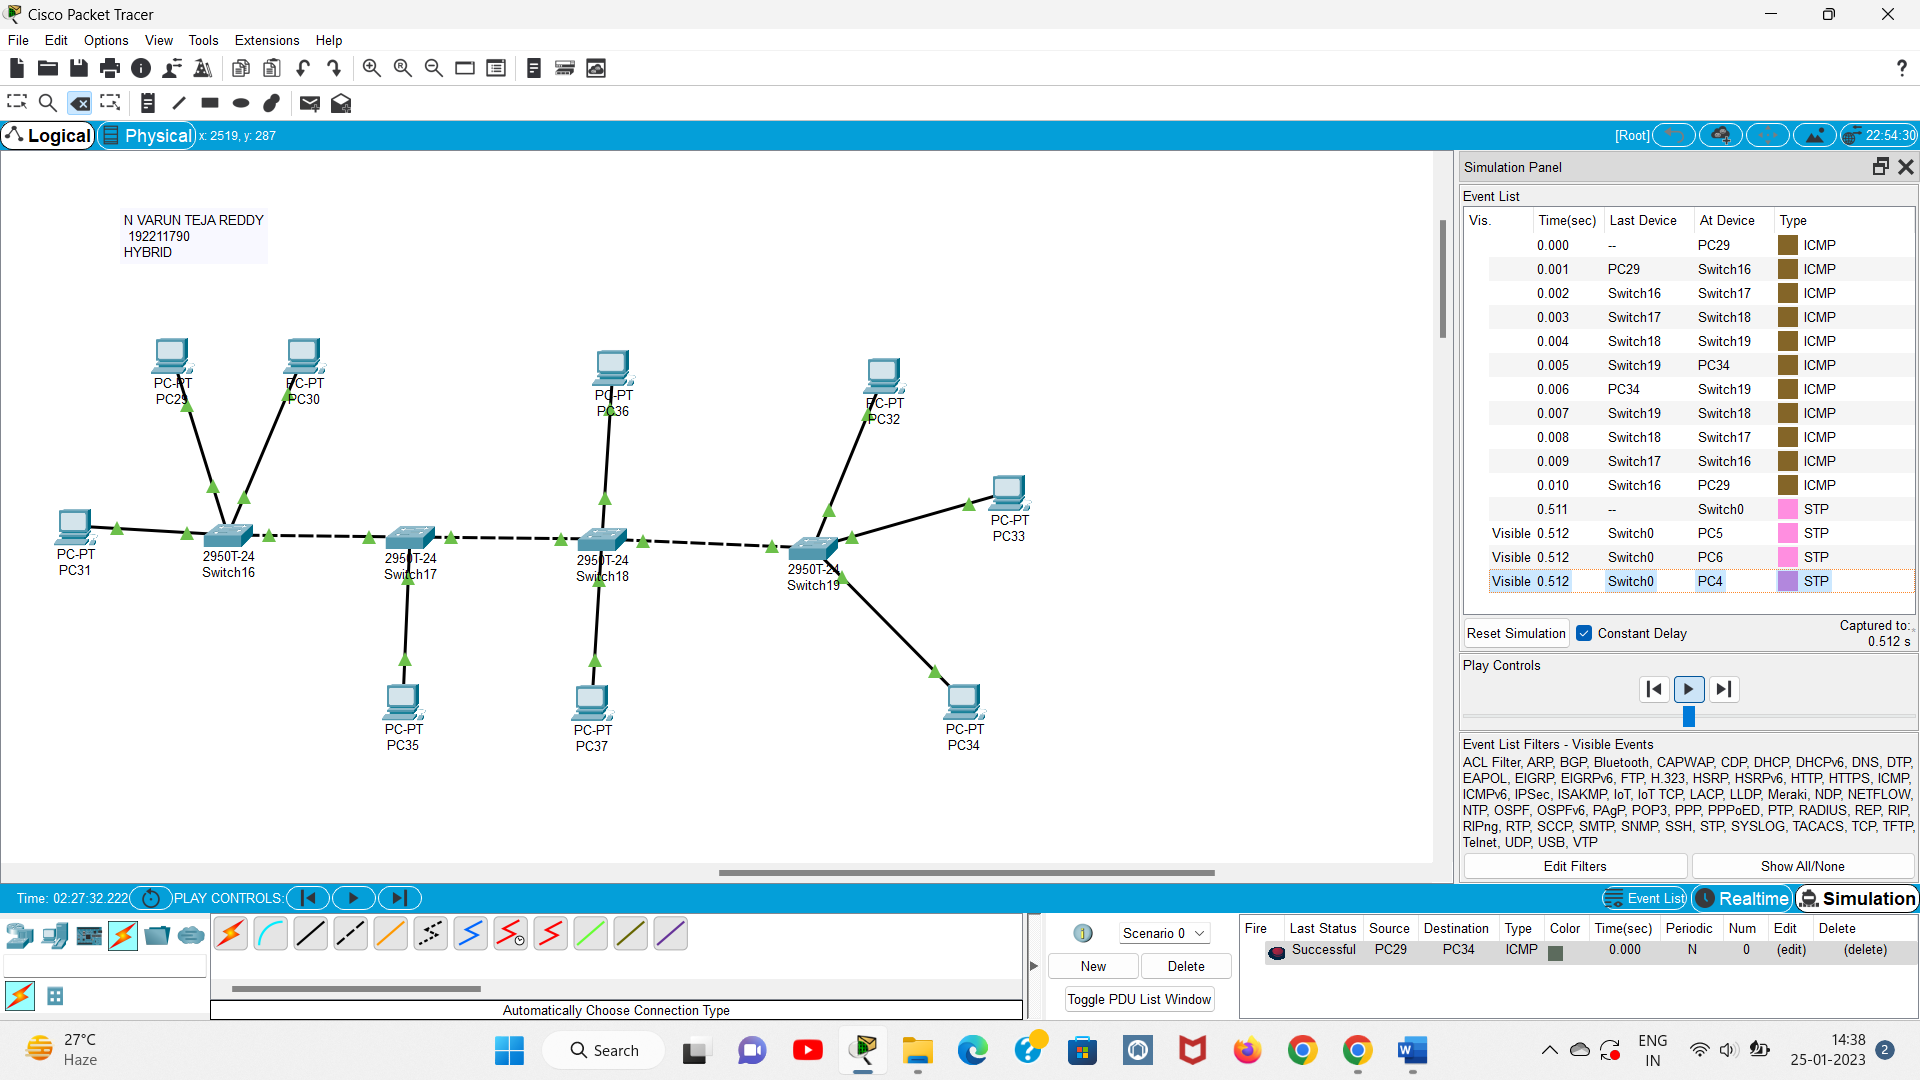 Cisco Packet Tracer
File Edit Options View Tools Extensions Help
Logical Physical x: 2519, y: 287 [Root] 22:54:30
N VARUN TEJA REDDY
192211790
HYBRID
PC-PT
PC29
PC-PT
PC30
PC-PT
PC36
PC-PT
PC32
PC-PT
PC33
PC-PT
PC31
2950T-24
Switch16
2950T-24
Switch17
2950T-24
Switch18
2950T-24
Switch19
PC-PT
PC35
PC-PT
PC37
PC-PT
PC34
Simulation Panel
Event List
Vis. Time(sec) Last Device At Device Type
0.000 -- PC29 ICMP
0.001 PC29 Switch16 ICMP
0.002 Switch16 Switch17 ICMP
0.003 Switch17 Switch18 ICMP
0.004 Switch18 Switch19 ICMP
0.005 Switch19 PC34 ICMP
0.006 PC34 Switch19 ICMP
0.007 Switch19 Switch18 ICMP
0.008 Switch18 Switch17 ICMP
0.009 Switch17 Switch16 ICMP
0.010 Switch16 PC29 ICMP
0.511 -- Switch0 STP
Visible 0.512 Switch0 PC5 STP
Visible 0.512 Switch0 PC6 STP
Visible 0.512 Switch0 PC4 STP
Reset Simulation Constant Delay Captured to:
0.512 s
Play Controls
Event List Filters - Visible Events
ACL Filter, ARP, BGP, Bluetooth, CAPWAP, CDP, DHCP, DHCPv6, DNS, DTP,
EAPOL, EIGRP, EIGRPv6, FTP, H.323, HSRP, HSRPv6, HTTP, HTTPS, ICMP,
ICMPv6, IPSec, ISAKMP, IoT, IoT TCP, LACP, LLDP, Meraki, NDP, NETFLOW,
NTP, OSPF, OSPFv6, PAgP, POP3, PPP, PPPoED, PTP, RADIUS, REP, RIP,
RIPng, RTP, SCCP, SMTP, SNMP, SSH, STP, SYSLOG, TACACS, TCP, TFTP,
Telnet, UDP, USB, VTP
Edit Filters Show All/None
Time: 02:27:32.222 PLAY CONTROLS: Event List Realtime Simulation
Automatically Choose Connection Type
1 Scenario 0
New Delete
Toggle PDU List Window
Fire Last Status Source Destination Type Color Time(sec) Periodic Num Edit Delete
Successful PC29 PC34 ICMP 0.000 N 0 (edit) (delete)
27°C
Haze
Search
ENG
IN
14:38
25-01-2023
2